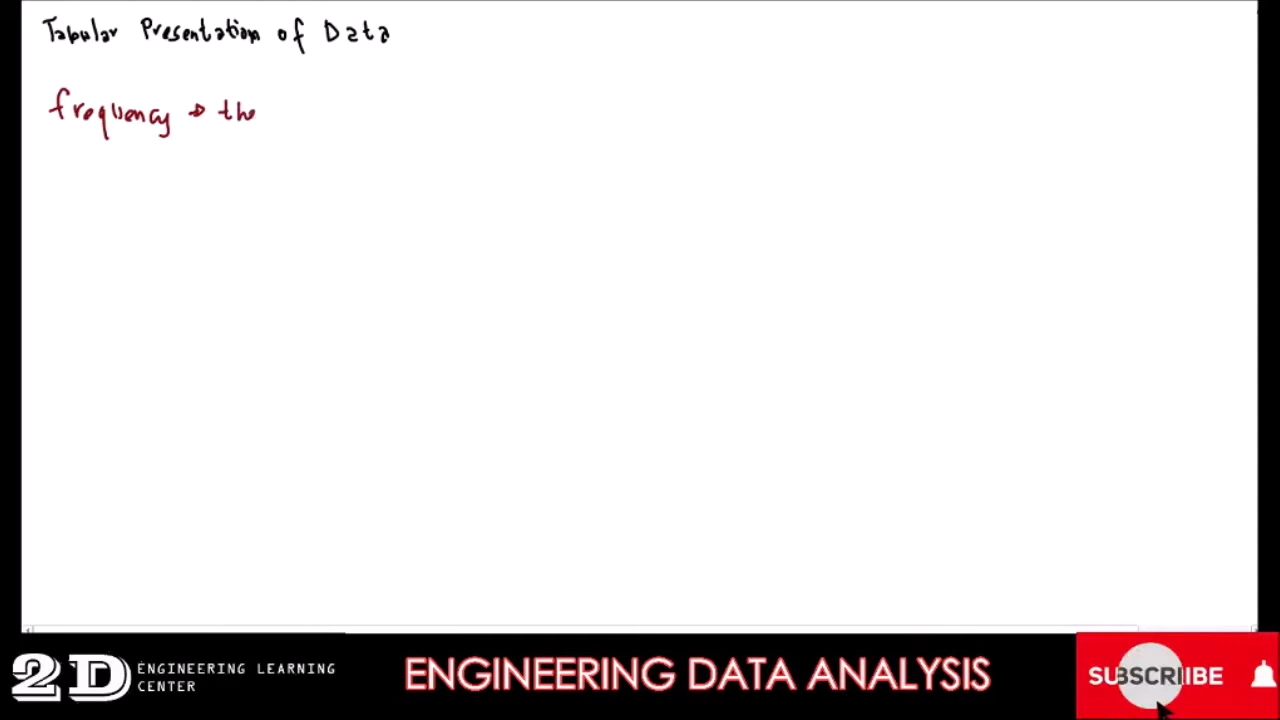 Tabular Presentation of Data
frequency → the
2D ENGINEERING LEARNING
CENTER
ENGINEERING DATA ANALYSIS
SUBSCRIBE